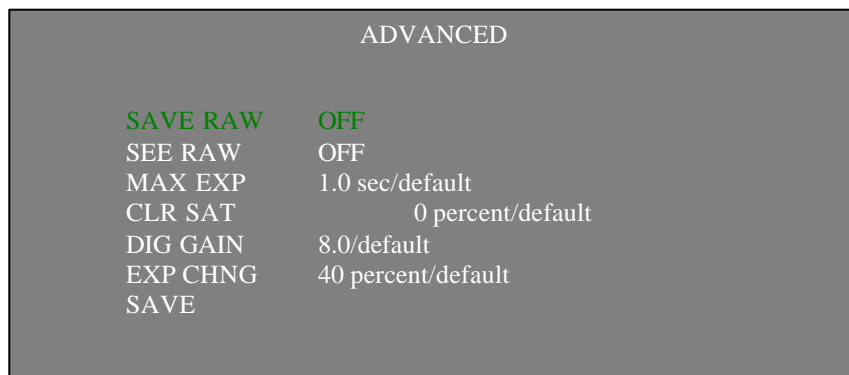 ADVANCED
SAVE RAW OFF
SEE RAW OFF
MAX EXP 1.0 sec/default
CLR SAT 0 percent/default
DIG GAIN 8.0/default
EXP CHNG 40 percent/default
SAVE